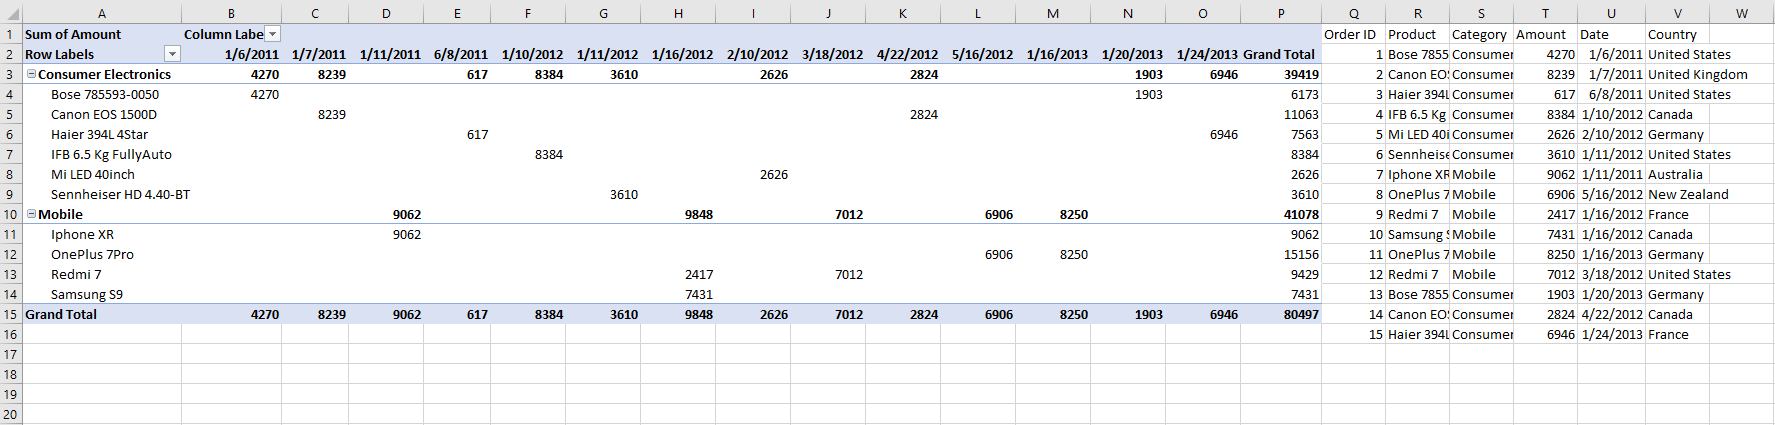 A B C D E F G H I J K L M N O P Q R S T U V W
1 Sum of Amount Column Labe Order ID Product Category Amount Date Country
2 Row Labels 1/6/2011 1/7/2011 1/11/2011 6/8/2011 1/10/2012 1/11/2012 1/16/2012 2/10/2012 3/18/2012 4/22/2012 5/16/2012 1/16/2013 1/20/2013 1/24/2013 Grand Total 1 Bose 7855 Consumer 4270 1/6/2011 United States
3 Consumer Electronics 4270 8239 617 8384 3610 2626 2824 1903 6946 39419 2 Canon EOS Consumer 8239 1/7/2011 United Kingdom
4 Bose 785593-0050 4270 1903 6173 3 Haier 394L Consumer 617 6/8/2011 United States
5 Canon EOS 1500D 8239 2824 11063 4 IFB 6.5 Kg Consumer 8384 1/10/2012 Canada
6 Haier 394L 4Star 617 6946 7563 5 Mi LED 40i Consumer 2626 2/10/2012 Germany
7 IFB 6.5 Kg FullyAuto 8384 8384 6 Sennheise Consumer 3610 1/11/2012 United States
8 Mi LED 40inch 2626 2626 7 Iphone XR Mobile 9062 1/11/2011 Australia
9 Sennheiser HD 4.40-BT 3610 3610 8 OnePlus 7 Mobile 6906 5/16/2012 New Zealand
10 Mobile 9062 9848 7012 6906 8250 41078 9 Redmi 7 Mobile 2417 1/16/2012 France
11 Iphone XR 9062 9062 10 Samsung S Mobile 7431 1/16/2012 Canada
12 OnePlus 7Pro 6906 8250 15156 11 OnePlus 7 Mobile 8250 1/16/2013 Germany
13 Redmi 7 2417 7012 9429 12 Redmi 7 Mobile 7012 3/18/2012 United States
14 Samsung S9 7431 7431 13 Bose 7855 Consumer 1903 1/20/2013 Germany
15 Grand Total 4270 8239 9062 617 8384 3610 9848 2626 7012 2824 6906 8250 1903 6946 80497 14 Canon EOS Consumer 2824 4/22/2012 Canada
16 15 Haier 394L Consumer 6946 1/24/2013 France
17
18
19
20